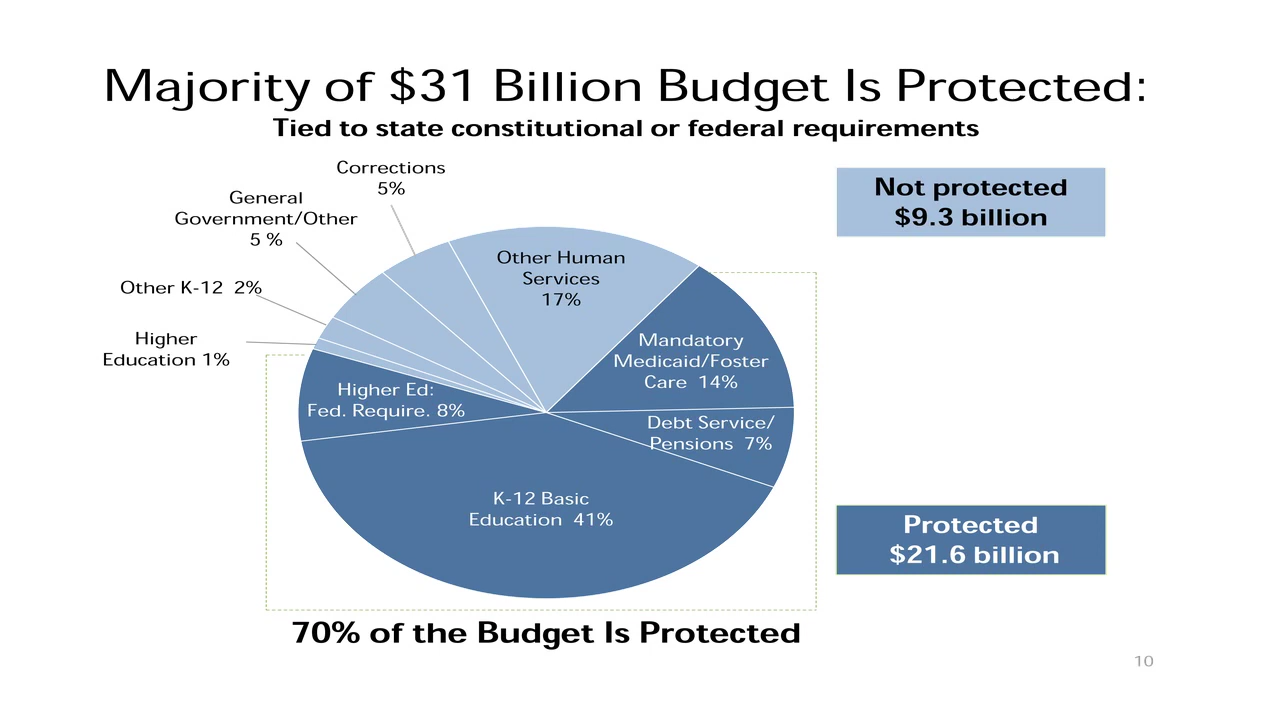 Majority of $31 Billion Budget Is Protected:
Tied to state constitutional or federal requirements
Corrections
5%
General
Government/Other
5 %
Other K-12  2%
Higher
Education 1%
Other Human
Services
17%
Mandatory
Medicaid/Foster
Care  14%
Debt Service/
Pensions  7%
Higher Ed:
Fed. Require. 8%
K-12 Basic
Education  41%
Not protected
$9.3 billion
Protected
$21.6 billion
70% of the Budget Is Protected
10